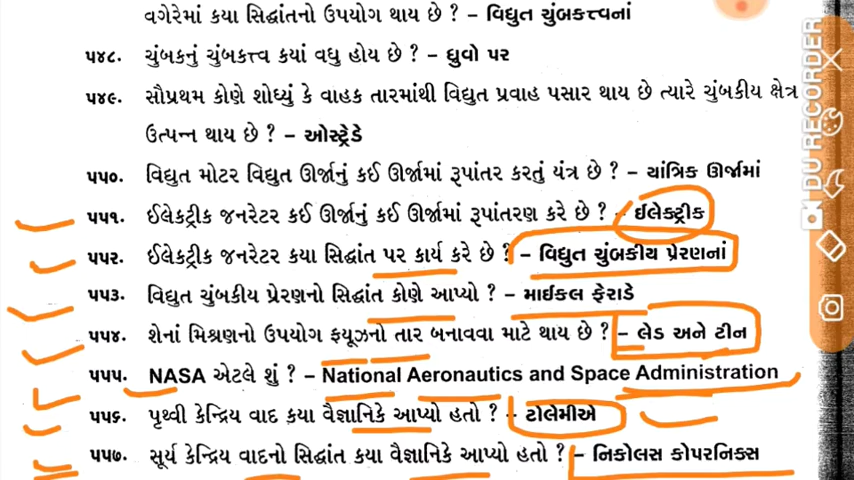 વગેરેમાં કયા સિદ્ધાંતનો ઉપયોગ થાય છે ? – વિદ્યુત ચુંબકત્ત્વનાં
૫૪૮. ચુંબકનું ચુંબકત્ત્વ કયાં વધુ હોય છે ? – ધ્રુવો પર
૫૪૯. સૌપ્રથમ કોણે શોધ્યું કે વાહક તારમાંથી વિદ્યુત પ્રવાહ પસાર થાય છે ત્યારે ચુંબકીય ક્ષેત્ર
ઉત્પન્ન થાય છે ? – ઓસ્ટ્રેડે
૫૫૦. વિદ્યુત મોટર વિદ્યુત ઊર્જાનું કઈ ઊર્જામાં રૂપાંતર કરતું યંત્ર છે ? – યાંત્રિક ઊર્જામાં
૫૫૧. ઈલેકટ્રીક જનરેટર કઈ ઊર્જાનું કઈ ઊર્જામાં રૂપાંતરણ કરે છે ? – ઈલેકટ્રીક
૫૫૨. ઈલેકટ્રીક જનરેટર કયા સિદ્ધાંત પર કાર્ય કરે છે ? – વિદ્યુત ચુંબકીય પ્રેરણનાં
૫૫૩. વિદ્યુત ચુંબકીય પ્રેરણનો સિદ્ધાંત કોણે આપ્યો ? – માઈકલ ફેરાડે
૫૫૪. શેનાં મિશ્રણનો ઉપયોગ ફયૂઝનો તાર બનાવવા માટે થાય છે ? – લેડ અને ટીન
૫૫૫. NASA એટલે શું ? – National Aeronautics and Space Administration
૫૫૬. પૃથ્વી કેન્દ્રિય વાદ કયા વૈજ્ઞાનિકે આપ્યો હતો ? – ટોલેમીએ
૫૫૭. સૂર્ય કેન્દ્રિય વાદનો સિદ્ધાંત કયા વૈજ્ઞાનિકે આપ્યો હતો ? – નિકોલસ કોપરનિક્સ
DU RECORDER